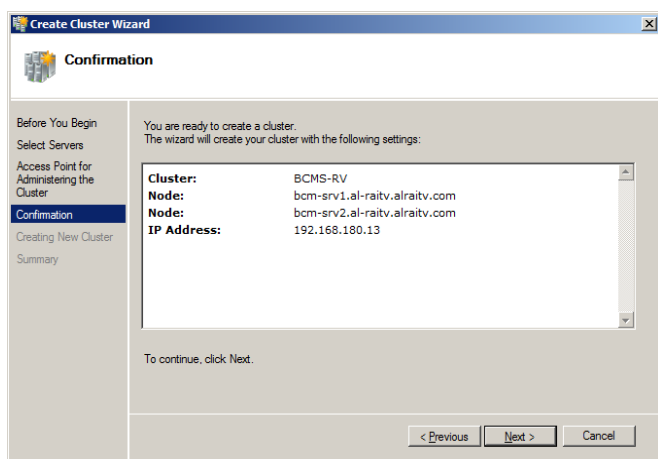 Create Cluster Wizard
Confirmation
Before You Begin
Select Servers
Access Point for
Administering the
Cluster
Confirmation
Creating New Cluster
Summary
You are ready to create a cluster.
The wizard will create your cluster with the following settings:
Cluster: BCMS-RV
Node: bcm-srv1.al-raitv.alraitv.com
Node: bcm-srv2.al-raitv.alraitv.com
IP Address: 192.168.180.13
To continue, click Next.
< Previous Next > Cancel